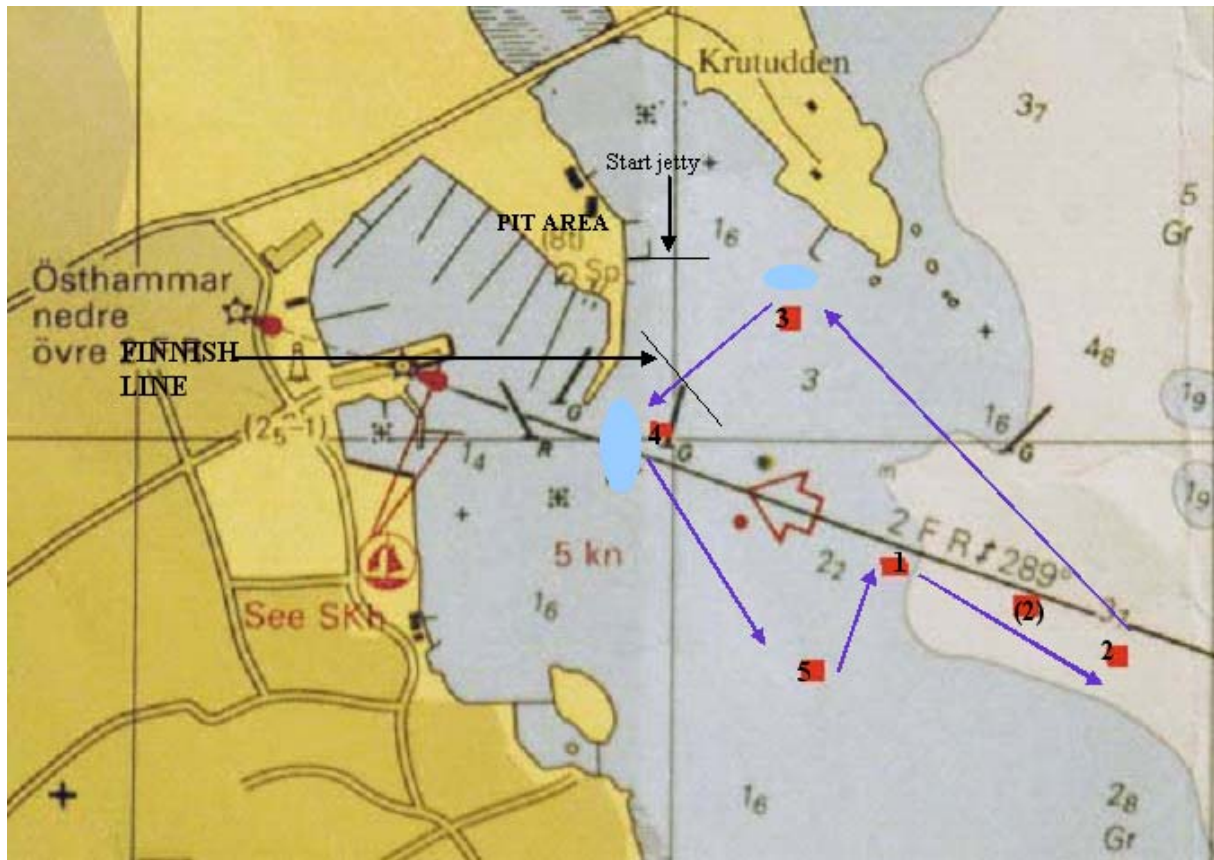 Krutudden
3₇
Start jetty
5
Gr
PIT AREA
(8t)
Sp
1₆
Östhammar
nedre
övre 2 F R
FINNISH
LINE
3
3
4₈
1₉
1₆
G
G
(2₅-1)
4
1₄
R
G
G
m
1₉
2 F R 289°
5 kn
2₂
1
1₆
(2)
3₇
See SKh
5
2
1₆
2₈
Gr